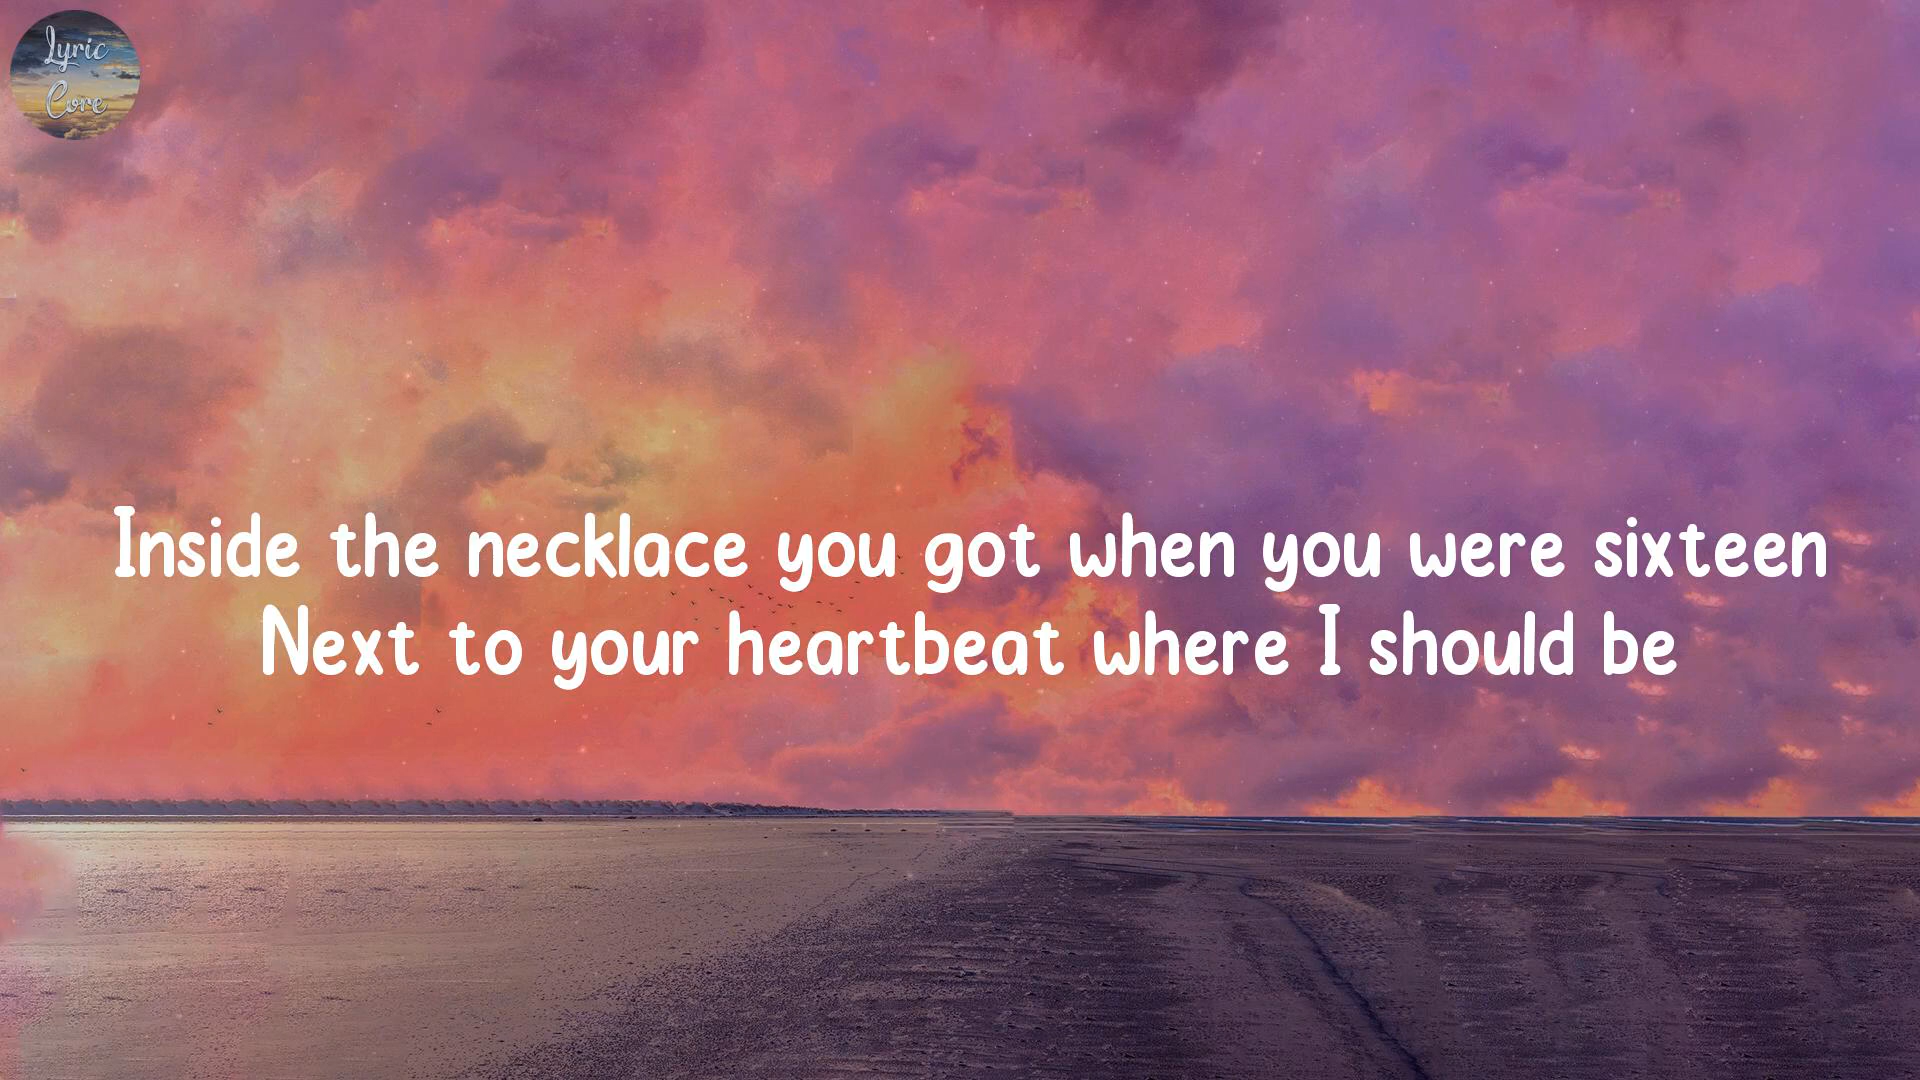 Lyric
Core
Inside the necklace you got when you were sixteen
Next to your heartbeat where I should be